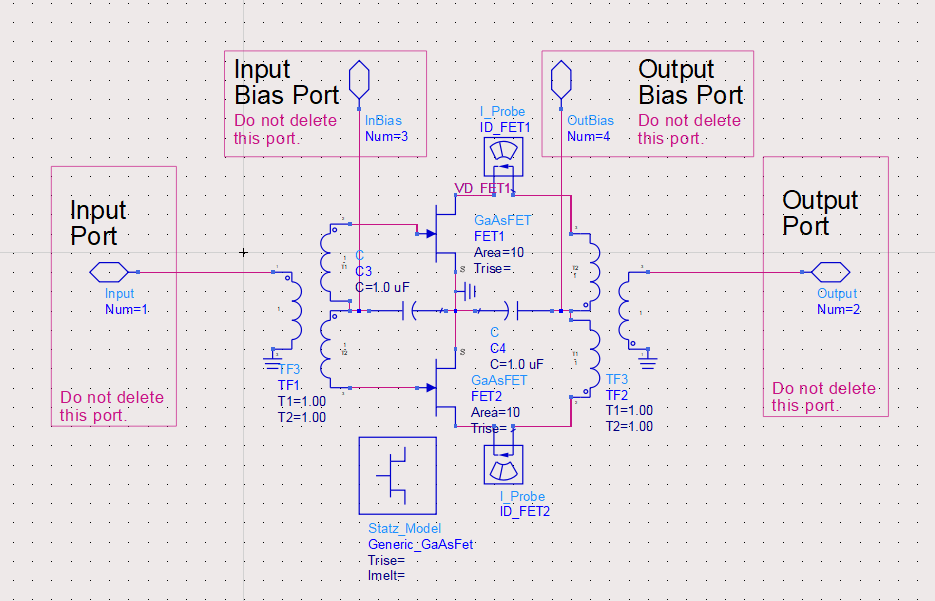 Input
Bias Port
Do not delete
this port.
InBias
Num=3
Output
Bias Port
Do not delete
this port.
OutBias
Num=4
I_Probe
ID_FET1
VD_FET1
Input
Port
Input
Num=1
Do not delete
this port.
Output
Port
Output
Num=2
Do not delete
this port.
GaAsFET
FET1
Area=10
Trise=
S
C
C3
C=1.0 uF
C
C4
C=1.0 uF
S
GaAsFET
FET2
Area=10
Trise=
TF3
TF1
T1=1.00
T2=1.00
TF3
TF2
T1=1.00
T2=1.00
I_Probe
ID_FET2
Statz_Model
Generic_GaAsFet
Trise=
Imelt=